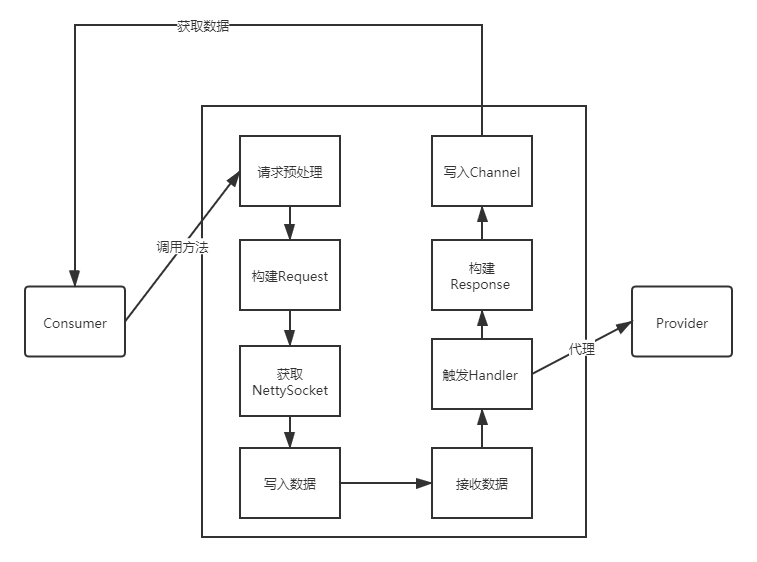 获取数据
请求预处理
写入Channel
调用方法
构建Request
构建
Response
Consumer
Provider
代理
获取
NettySocket
触发Handler
写入数据
接收数据